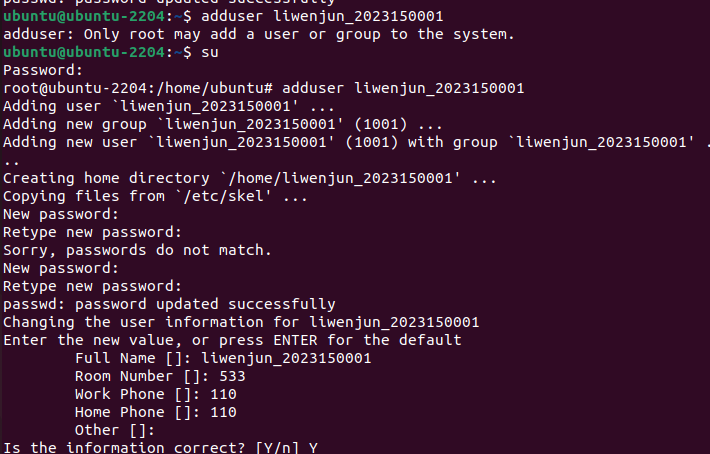 passwd: password updated successfully
ubuntu@ubuntu-2204:~$ adduser liwenjun_2023150001
adduser: Only root may add a user or group to the system.
ubuntu@ubuntu-2204:~$ su
Password:
root@ubuntu-2204:/home/ubuntu# adduser liwenjun_2023150001
Adding user `liwenjun_2023150001' ...
Adding new group `liwenjun_2023150001' (1001) ...
Adding new user `liwenjun_2023150001' (1001) with group `liwenjun_2023150001' .
..
Creating home directory `/home/liwenjun_2023150001' ...
Copying files from `/etc/skel' ...
New password:
Retype new password:
Sorry, passwords do not match.
New password:
Retype new password:
passwd: password updated successfully
Changing the user information for liwenjun_2023150001
Enter the new value, or press ENTER for the default
        Full Name []: liwenjun_2023150001
        Room Number []: 533
        Work Phone []: 110
        Home Phone []: 110
        Other []:
Is the information correct? [Y/n] Y